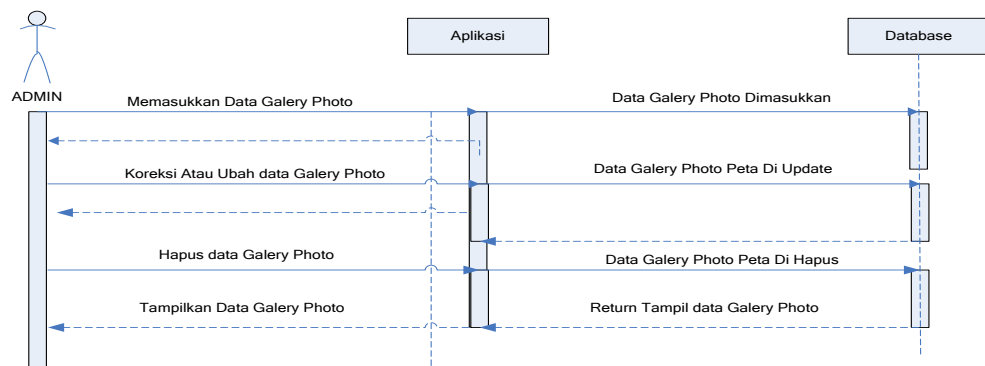 Aplikasi
Database
ADMIN
Memasukkan Data Galery Photo
Data Galery Photo Dimasukkan
Koreksi Atau Ubah data Galery Photo
Data Galery Photo Peta Di Update
Hapus data Galery Photo
Data Galery Photo Peta Di Hapus
Tampilkan Data Galery Photo
Return Tampil data Galery Photo